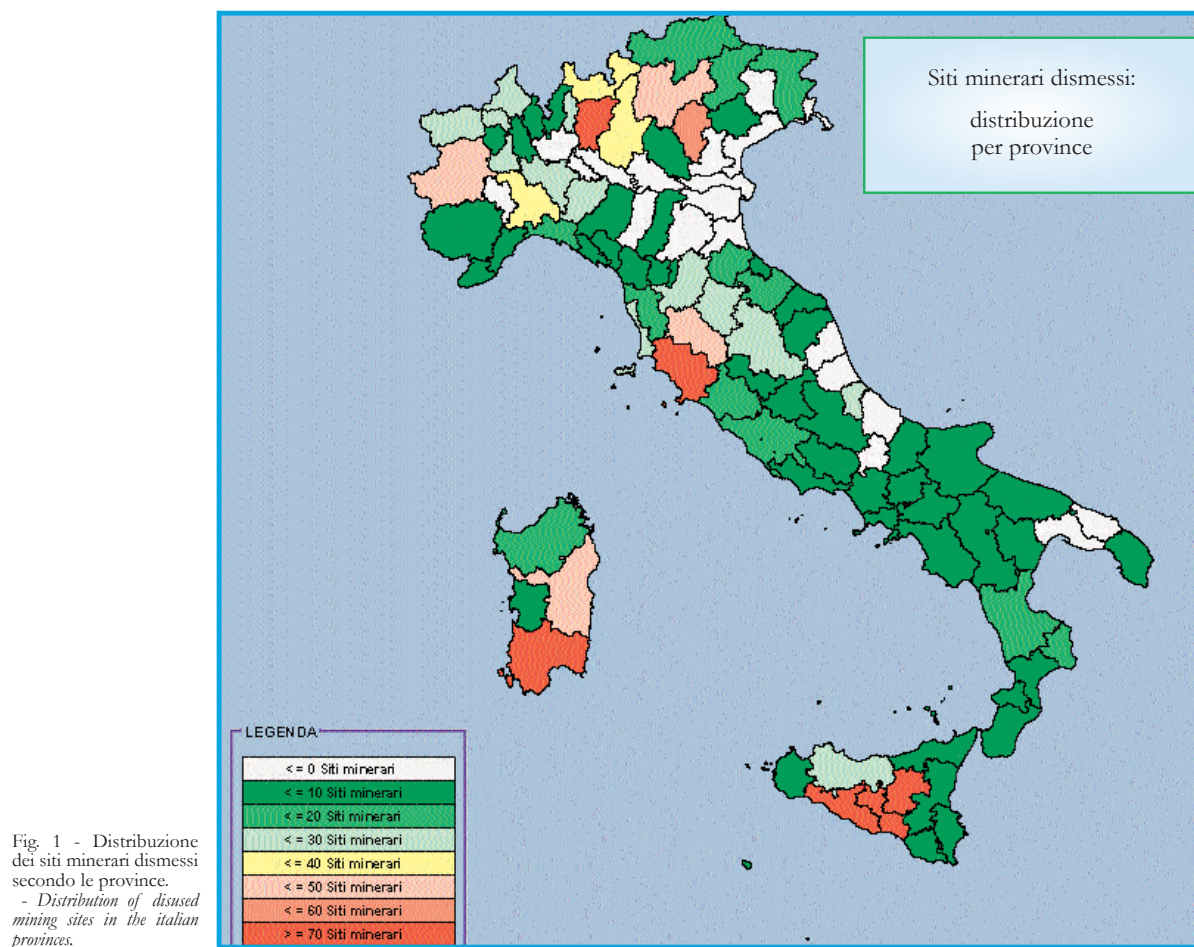 Siti minerari dismessi:
distribuzione
per province
LEGENDA
< = 0 Siti minerari
< = 10 Siti minerari
< = 20 Siti minerari
< = 30 Siti minerari
< = 40 Siti minerari
< = 50 Siti minerari
< = 60 Siti minerari
> = 70 Siti minerari
Fig. 1 - Distribuzione
dei siti minerari dismessi
secondo le province.
- Distribution of disused
mining sites in the italian
provinces.